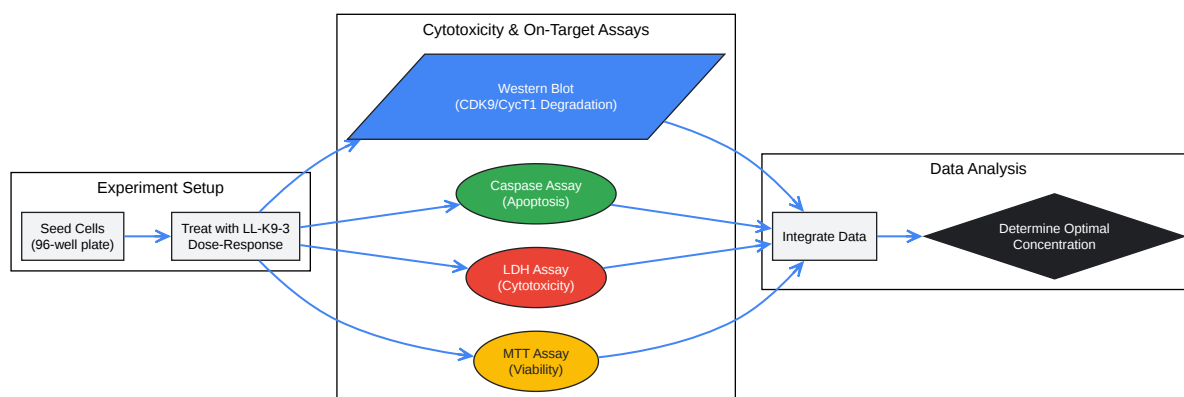 Cytotoxicity & On-Target Assays
Western Blot
(CDK9/CycT1 Degradation)
Experiment Setup
Seed Cells
(96-well plate)
Treat with LL-K9-3
Dose-Response
Caspase Assay
(Apoptosis)
LDH Assay
(Cytotoxicity)
MTT Assay
(Viability)
Data Analysis
Integrate Data
Determine Optimal
Concentration